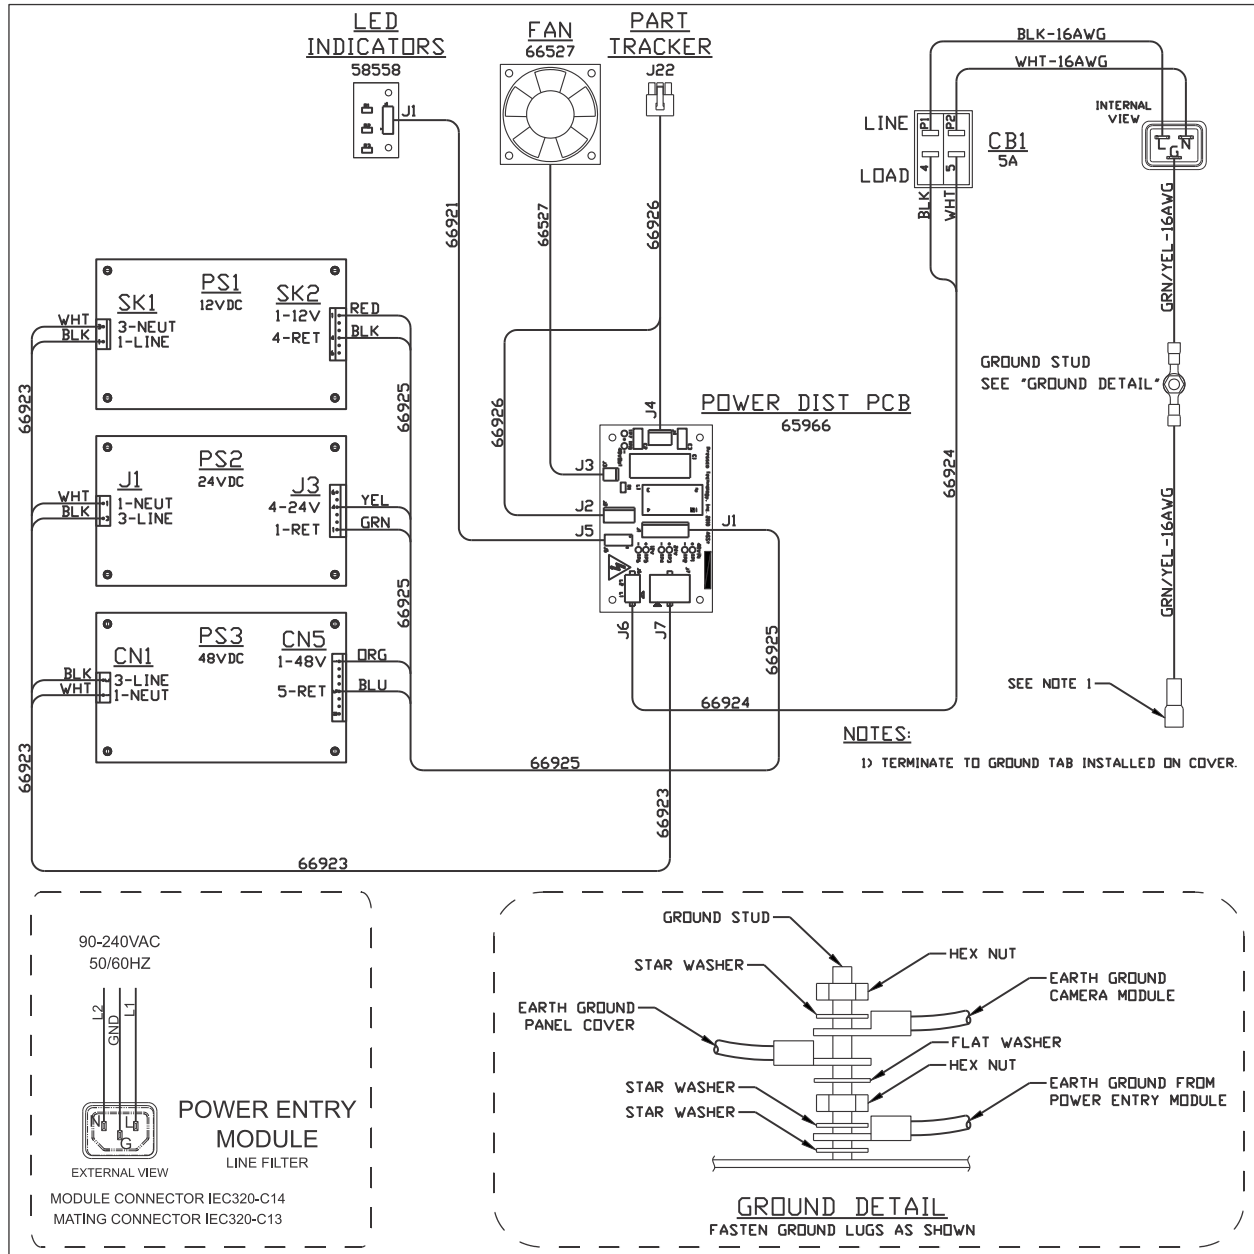 LED
INDICATORS
58558
J1
FAN
66527
PART
TRACKER
J22
BLK-16AWG
WHT-16AWG
INTERNAL
VIEW
L
N
G
LINE
P1
P2
CB1
5A
LOAD
4
5
BLK
WHT
66921
66527
66926
GRN/YEL-16AWG
PS1
12VDC
SK1
3-NEUT
1-LINE
SK2
1-12V
4-RET
WHT
BLK
RED
BLK
66923
66925
GROUND STUD
SEE "GROUND DETAIL"
66926
J4
POWER DIST PCB
65966
PS2
24VDC
J1
1-NEUT
3-LINE
J3
4-24V
1-RET
WHT
BLK
YEL
GRN
J3
J2
J5
J1
66924
GRN/YEL-16AWG
66925
J6
J7
66925
PS3
48VDC
CN1
3-LINE
1-NEUT
CN5
1-48V
5-RET
BLK
WHT
ORG
BLU
66924
SEE NOTE 1
NOTES:
1) TERMINATE TO GROUND TAB INSTALLED ON COVER.
66923
66925
66923
66923
90-240VAC
50/60HZ
L2
GND
L1
N
L
G
EXTERNAL VIEW
POWER ENTRY
MODULE
LINE FILTER
MODULE CONNECTOR IEC320-C14
MATING CONNECTOR IEC320-C13
GROUND STUD
HEX NUT
STAR WASHER
EARTH GROUND
CAMERA MODULE
EARTH GROUND
PANEL COVER
FLAT WASHER
HEX NUT
STAR WASHER
EARTH GROUND FROM
POWER ENTRY MODULE
STAR WASHER
GROUND DETAIL
FASTEN GROUND LUGS AS SHOWN